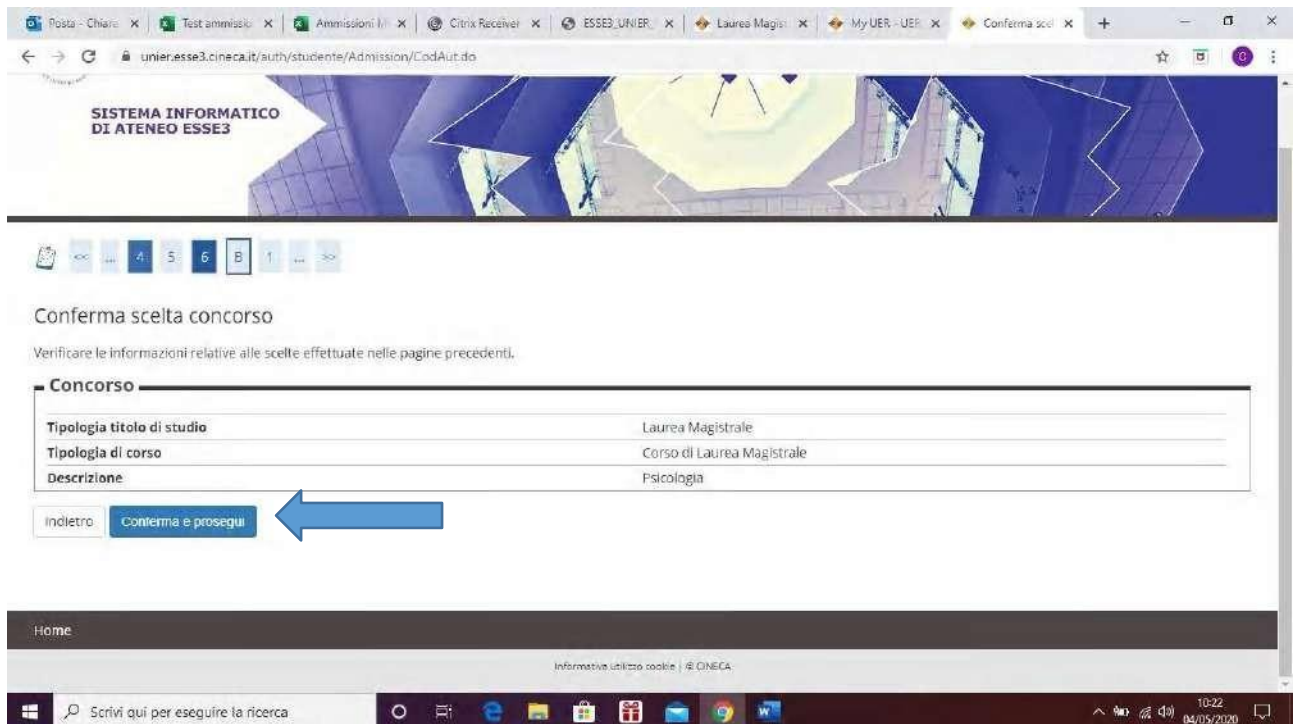 Posta - Chiara
Test ammissio
Ammissioni M
Citrix Receiver
ESSE3_UNIER_
Laurea Magis
My UER - UER
Conferma scel
unier.esse3.cineca.it/auth/studente/Admission/CodAut.do
SISTEMA INFORMATICO
DI ATENEO ESSE3
<< ... 4 5 6 B 1 ... >>
Conferma scelta concorso
Verificare le informazioni relative alle scelte effettuate nelle pagine precedenti.
Concorso
Tipologia titolo di studio Laurea Magistrale
Tipologia di corso Corso di Laurea Magistrale
Descrizione Psicologia
Indietro Conferma e prosegui
Home
Informativa utilizzo cookie | © CINECA
Scrivi qui per eseguire la ricerca
10:22
04/05/2020